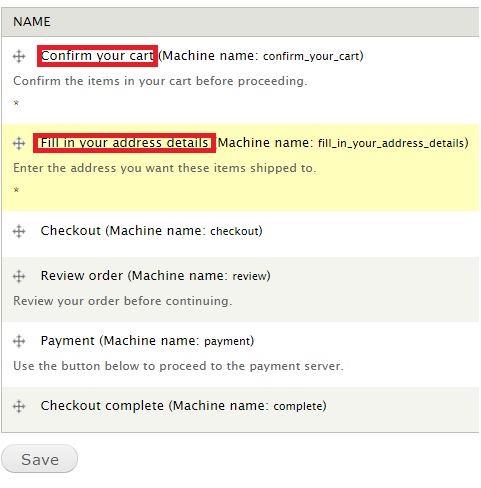 NAME
Confirm your cart (Machine name: confirm_your_cart)
Confirm the items in your cart before proceeding.
*
Fill in your address details (Machine name: fill_in_your_address_details)
Enter the address you want these items shipped to.
*
Checkout (Machine name: checkout)
Review order (Machine name: review)
Review your order before continuing.
Payment (Machine name: payment)
Use the button below to proceed to the payment server.
Checkout complete (Machine name: complete)
Save